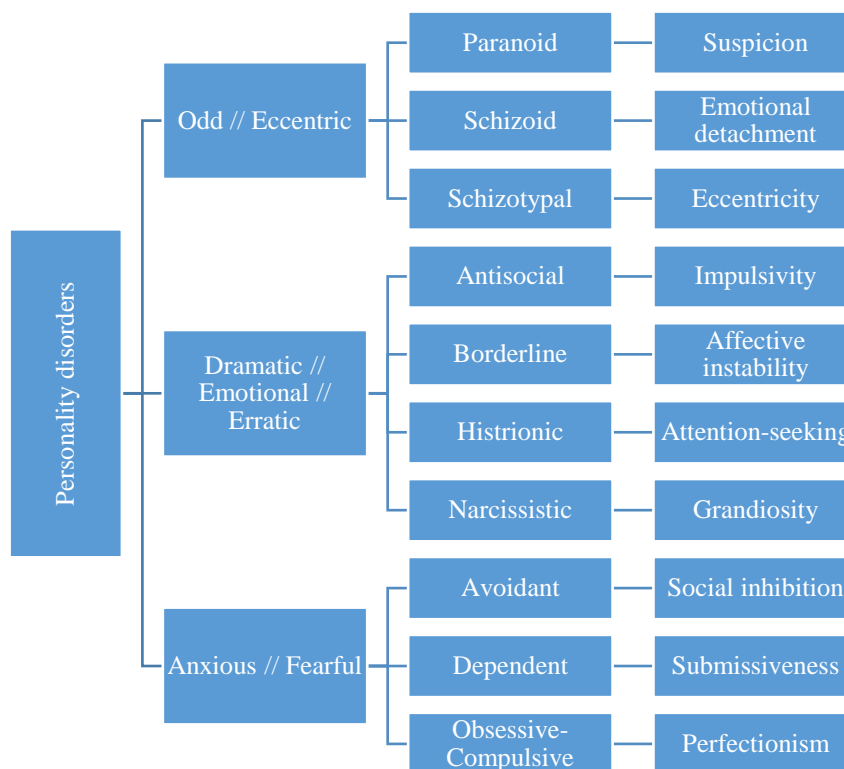 Personality disorders
Odd // Eccentric
Paranoid
Suspicion
Schizoid
Emotional
detachment
Schizotypal
Eccentricity
Dramatic //
Emotional //
Erratic
Antisocial
Impulsivity
Borderline
Affective
instability
Histrionic
Attention-seeking
Narcissistic
Grandiosity
Anxious // Fearful
Avoidant
Social inhibition
Dependent
Submissiveness
Obsessive-
Compulsive
Perfectionism